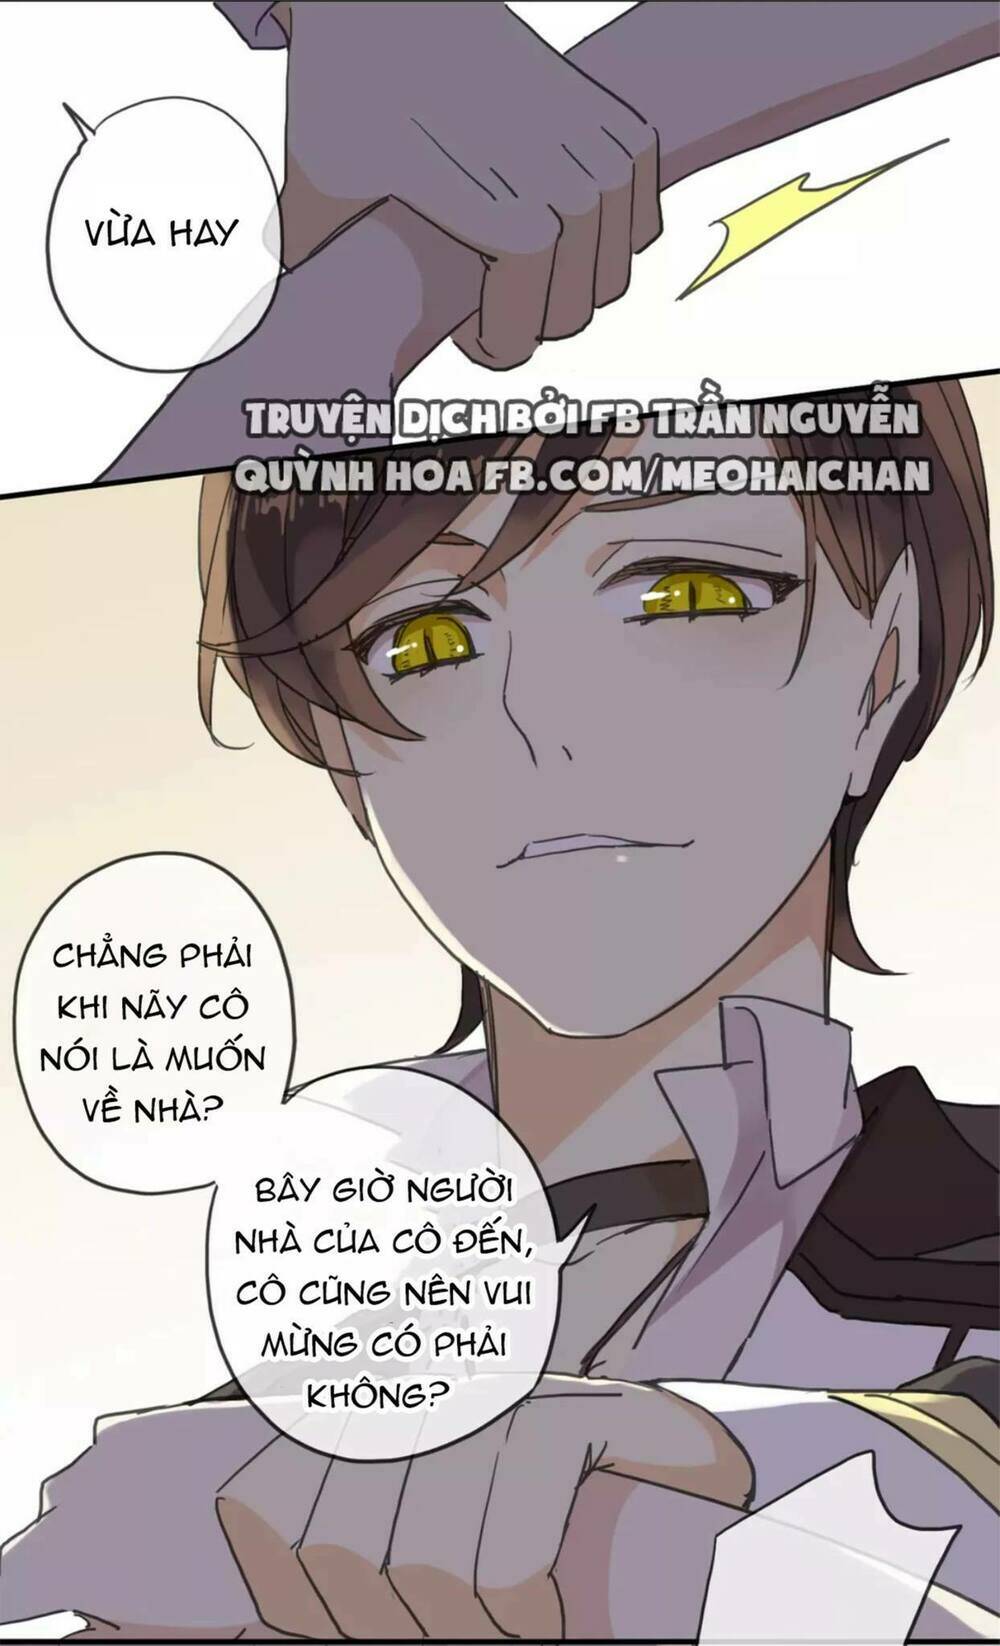 VỪA HAY
TRUYỆN DỊCH BỞI FB TRẦN NGUYỄN
QUỲNH HOA FB.COM/MEOHAICHAN
CHẲNG PHẢI
KHI NÃY CÔ
NÓI LÀ MUỐN
VỀ NHÀ?
BÂY GIỜ NGƯỜI
NHÀ CỦA CÔ ĐẾN,
CÔ CŨNG NÊN VUI
MỪNG CÓ PHẢI
KHÔNG?